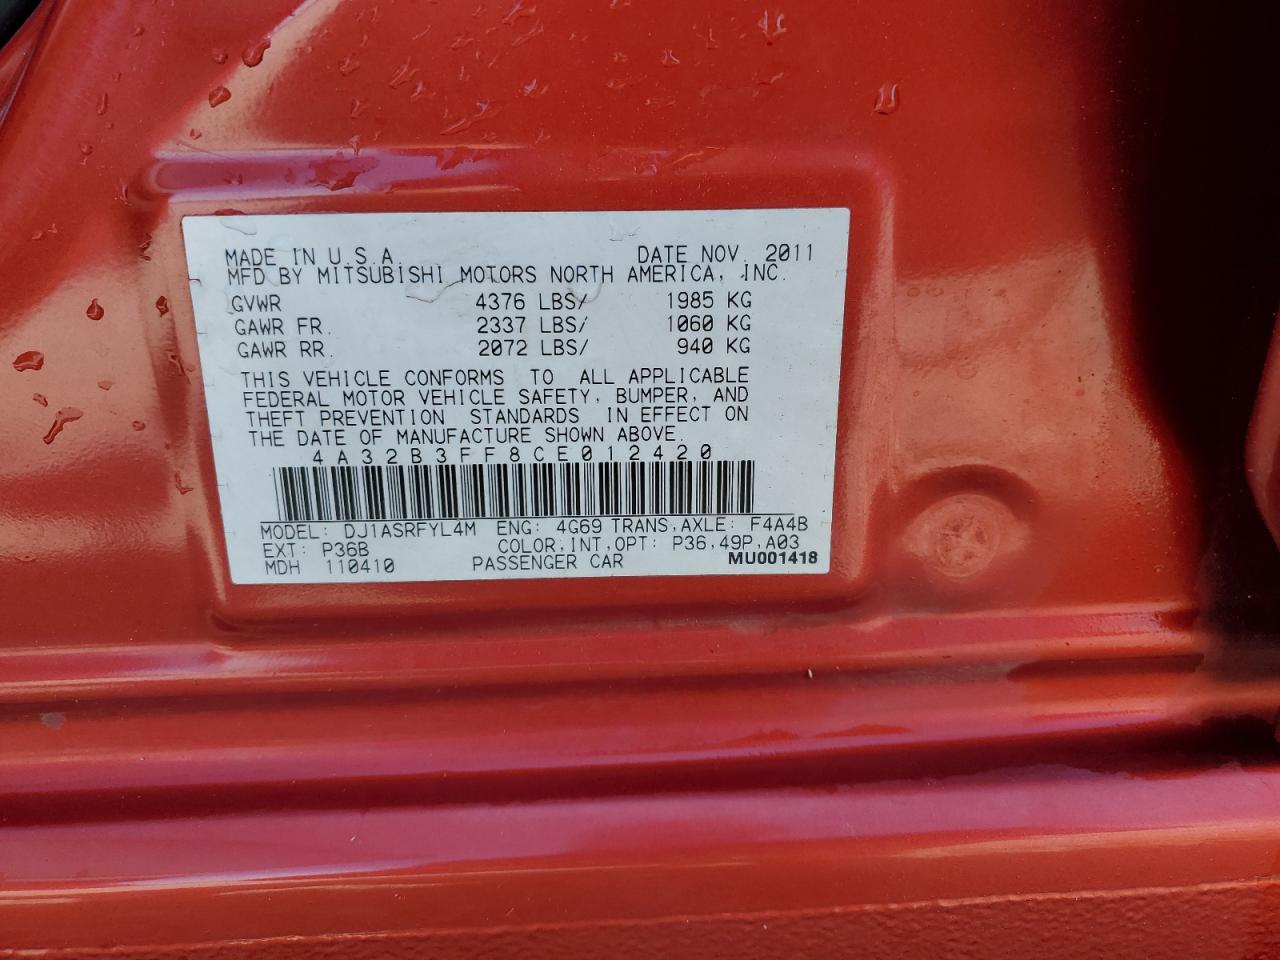 MADE IN U.S.A. DATE NOV. 2011
MFD BY MITSUBISHI MOTORS NORTH AMERICA, INC.
GVWR 4376 LBS/ 1985 KG
GAWR FR. 2337 LBS/ 1060 KG
GAWR RR. 2072 LBS/ 940 KG
THIS VEHICLE CONFORMS TO ALL APPLICABLE
FEDERAL MOTOR VEHICLE SAFETY, BUMPER, AND
THEFT PREVENTION STANDARDS IN EFFECT ON
THE DATE OF MANUFACTURE SHOWN ABOVE.
4A32B3FF8CE012420
MODEL: DJ1ASRFYL4M ENG: 4G69 TRANS,AXLE: F4A4B
EXT: P36B COLOR,INT,OPT: P36,49P,A03
MDH 110410 PASSENGER CAR MU001418